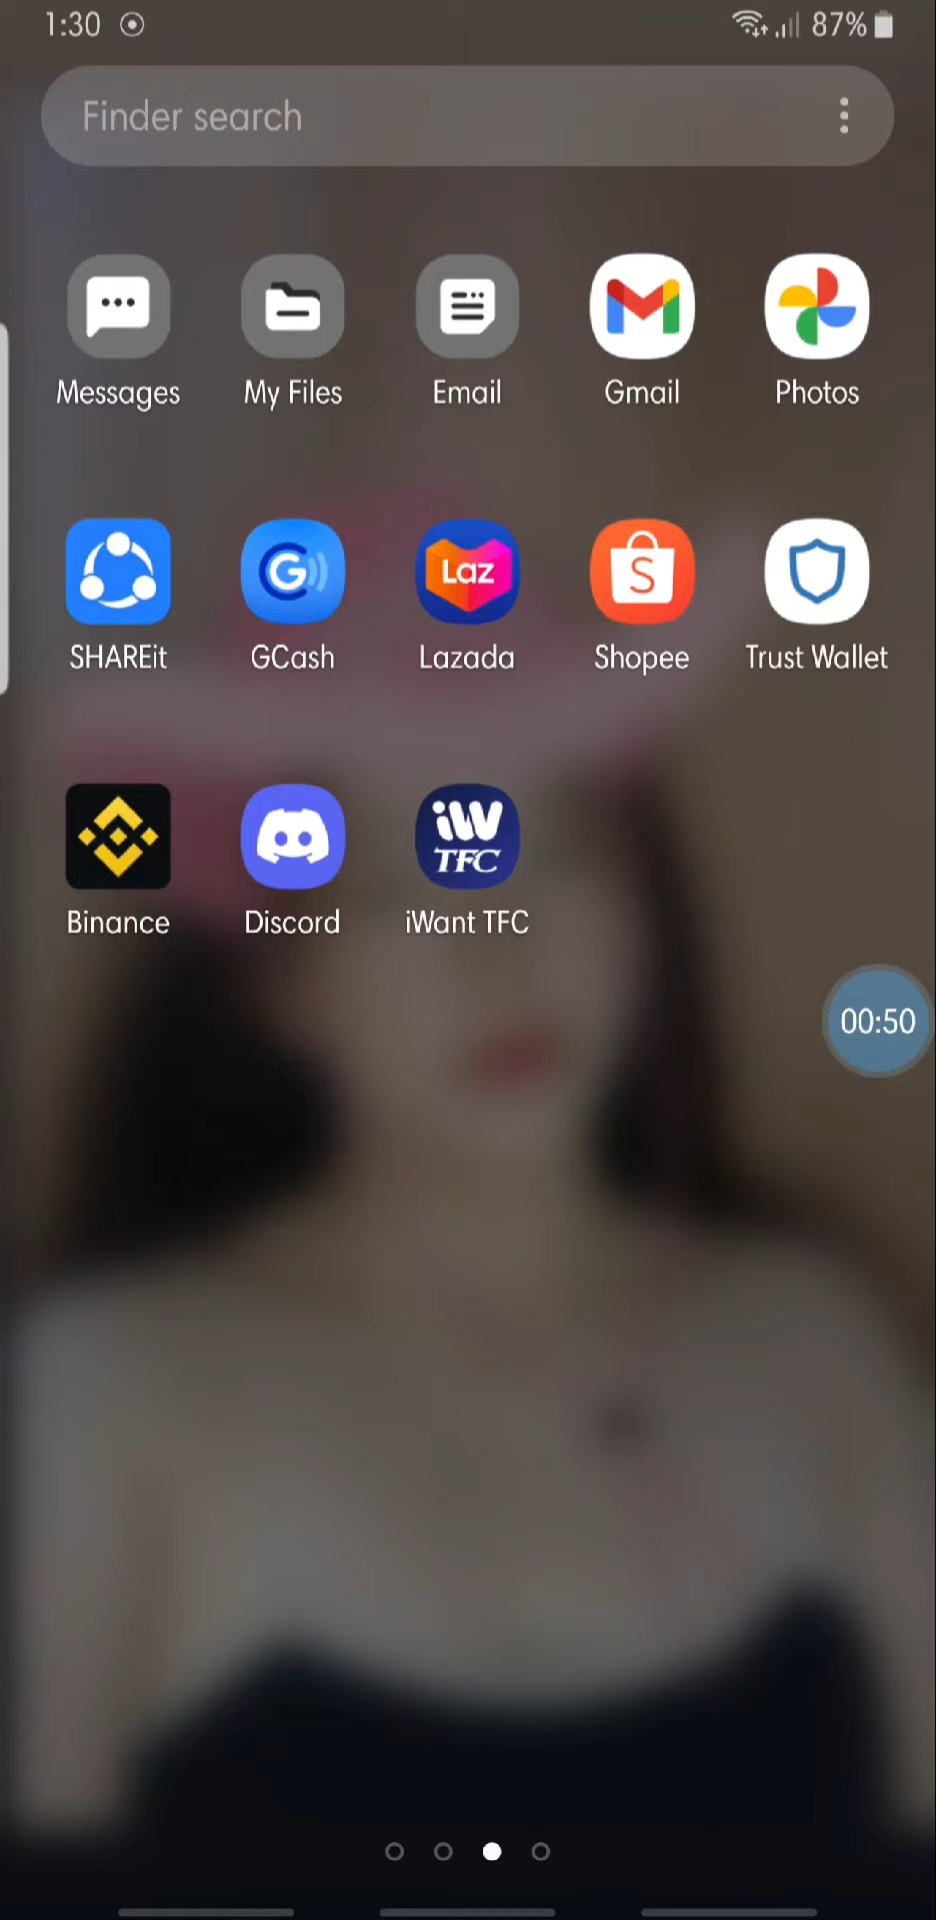 1:30 87%
Finder search
Messages My Files Email Gmail Photos
Laz S
SHAREit GCash Lazada Shopee Trust Wallet
iW
TFC
Binance Discord iWant TFC
00:50